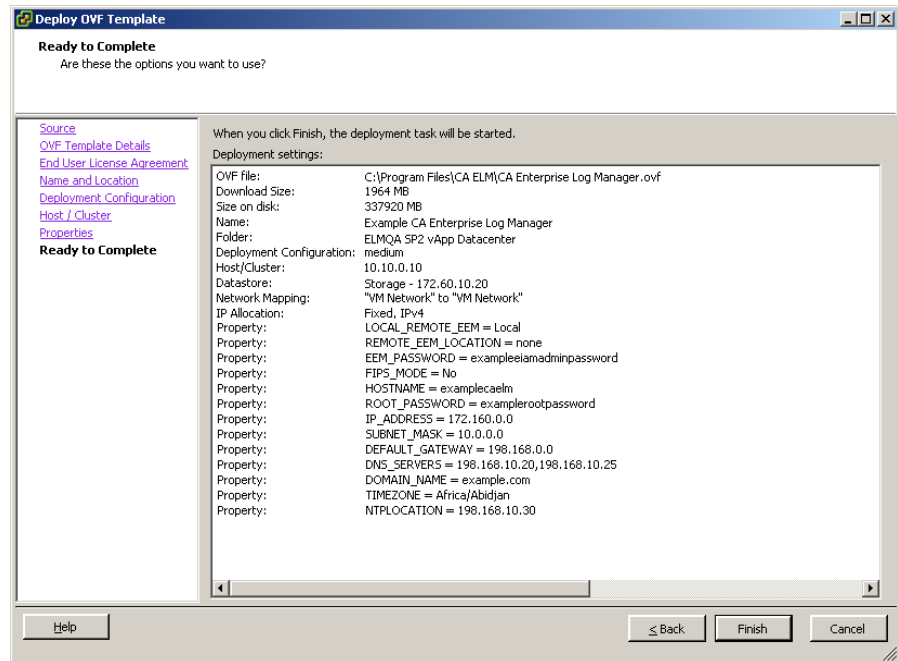 Deploy OVF Template
Ready to Complete
Are these the options you want to use?
Source
OVF Template Details
End User License Agreement
Name and Location
Deployment Configuration
Host / Cluster
Properties
Ready to Complete
When you click Finish, the deployment task will be started.
Deployment settings:
OVF file: C:\Program Files\CA ELM\CA Enterprise Log Manager.ovf
Download Size: 1964 MB
Size on disk: 337920 MB
Name: Example CA Enterprise Log Manager
Folder: ELMQA SP2 vApp Datacenter
Deployment Configuration: medium
Host/Cluster: 10.10.0.10
Datastore: Storage - 172.60.10.20
Network Mapping: "VM Network" to "VM Network"
IP Allocation: Fixed, IPv4
Property: LOCAL_REMOTE_EEM = Local
Property: REMOTE_EEM_LOCATION = none
Property: EEM_PASSWORD = exampleeiamadminpassword
Property: FIPS_MODE = No
Property: HOSTNAME = examplecaelm
Property: ROOT_PASSWORD = examplerootpassword
Property: IP_ADDRESS = 172.160.0.0
Property: SUBNET_MASK = 10.0.0.0
Property: DEFAULT_GATEWAY = 198.168.0.0
Property: DNS_SERVERS = 198.168.10.20,198.168.10.25
Property: DOMAIN_NAME = example.com
Property: TIMEZONE = Africa/Abidjan
Property: NTPLOCATION = 198.168.10.30
Help
≤ Back
Finish
Cancel